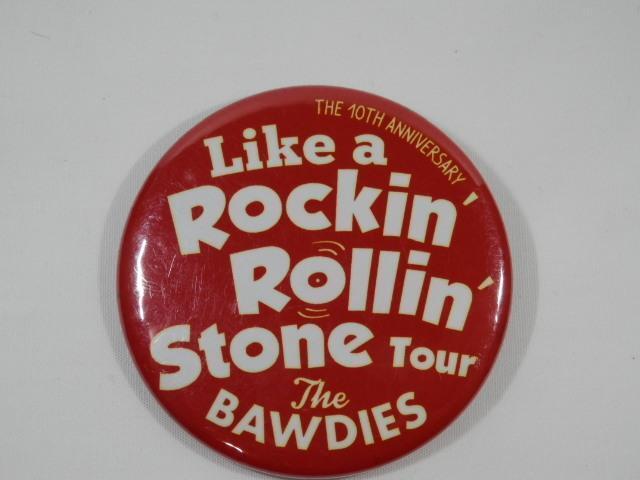 THE 10TH ANNIVERSARY
Like a
Rockin'
Rollin'
Stone Tour
The
BAWDIES